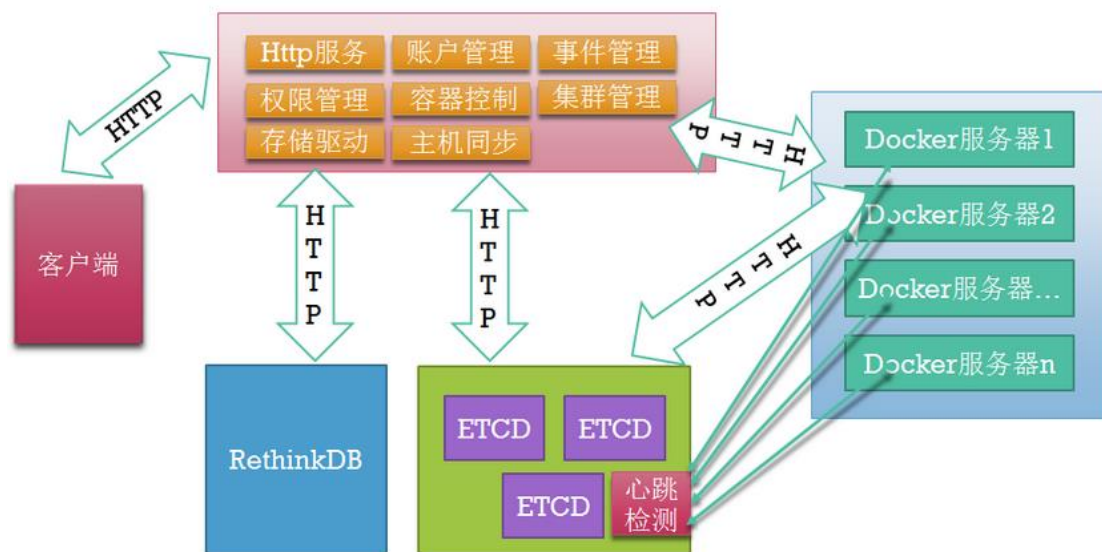 Http服务 账户管理 事件管理
权限管理 容器控制 集群管理
存储驱动 主机同步
HTTP
HTTP
HTTP
HTTP
HTTP
客户端
Docker服务器1
Docker服务器2
Docker服务器...
Docker服务器n
RethinkDB
ETCD ETCD
ETCD
心跳
检测